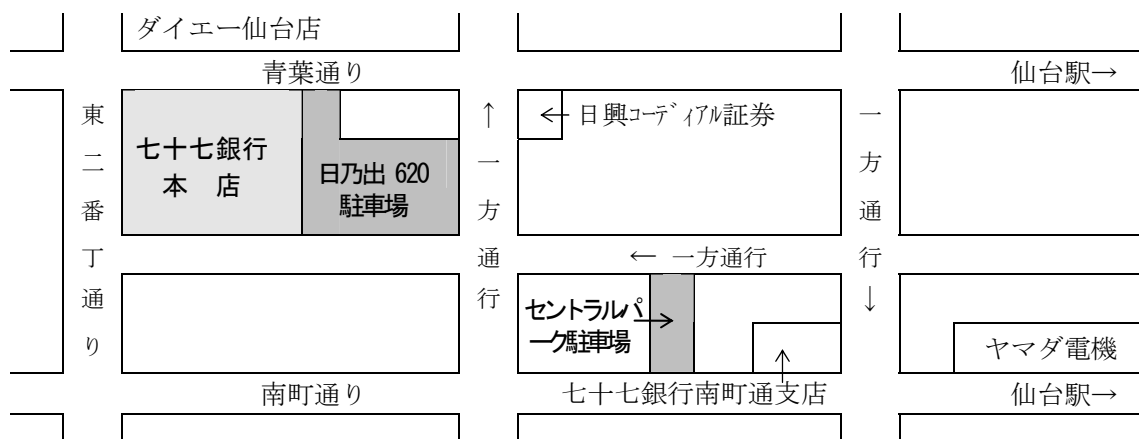 ダイエー仙台店
青葉通り
仙台駅→
東二番丁通り
七十七銀行
本 店
日乃出 620
駐車場
↑一方通行
← 日興コーディアル証券
一方通行↓
← 一方通行
セントラルパ
ーク駐車場
ヤマダ電機
南町通り
七十七銀行南町通支店
仙台駅→